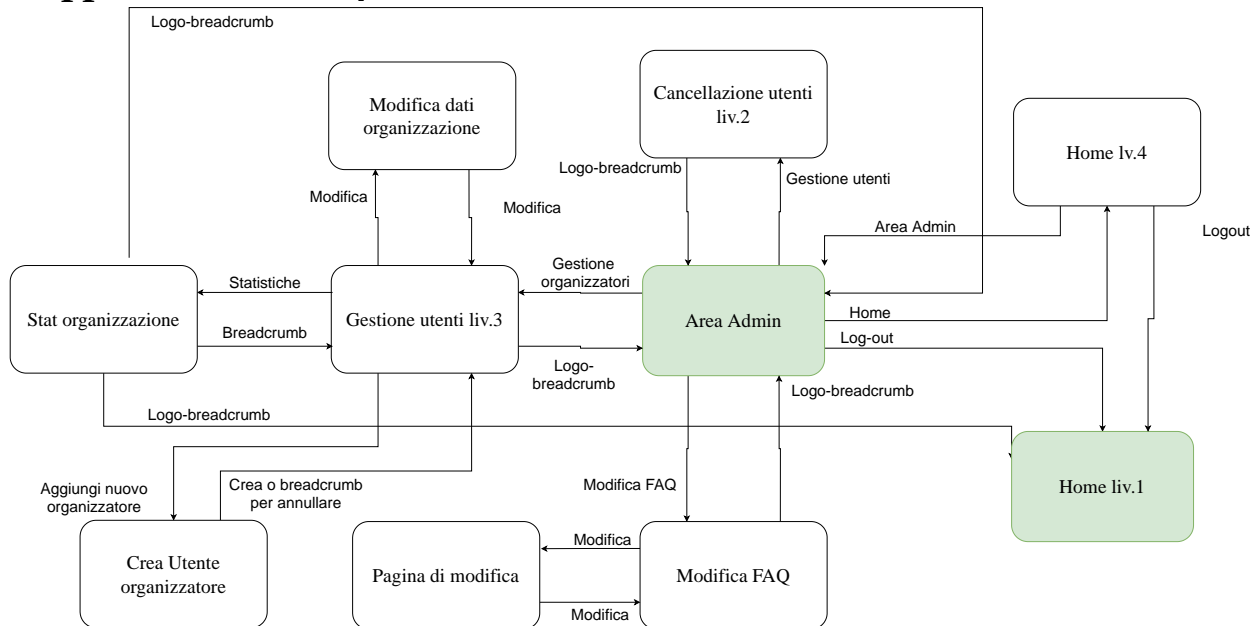 Logo-breadcrumb
Modifica dati
organizzazione
Cancellazione utenti
liv.2
Home lv.4
Logo-breadcrumb
Gestione utenti
Modifica
Modifica
Area Admin
Logout
Gestione
organizzatori
Statistiche
Stat organizzazione
Gestione utenti liv.3
Area Admin
Home
Breadcrumb
Log-out
Logo-
breadcrumb
Logo-breadcrumb
Logo-breadcrumb
Aggiungi nuovo
organizzatore
Crea o breadcrumb
per annullare
Modifica FAQ
Home liv.1
Modifica
Crea Utente
organizzatore
Pagina di modifica
Modifica FAQ
Modifica